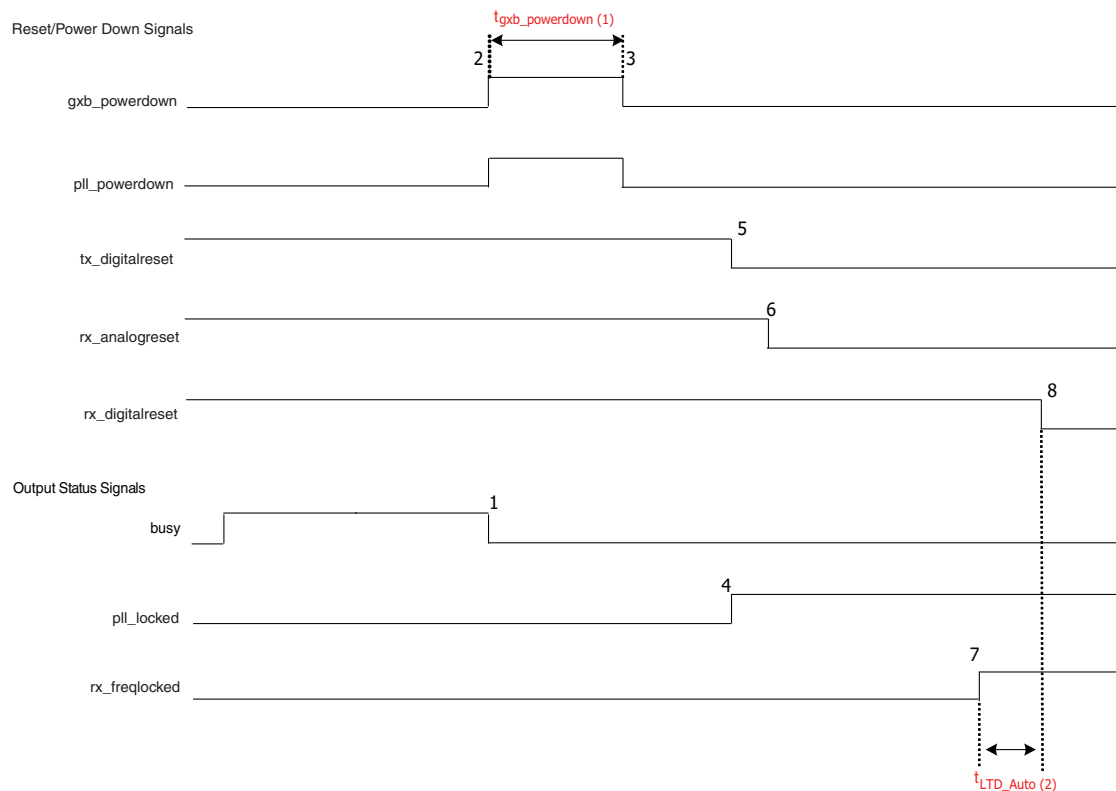 Reset/Power Down Signals
tgxb_powerdown (1)
2 3
gxb_powerdown
pll_powerdown
5
tx_digitalreset
6
rx_analogreset
8
rx_digitalreset
Output Status Signals
1
busy
4
pll_locked
7
rx_freqlocked
tLTD_Auto (2)